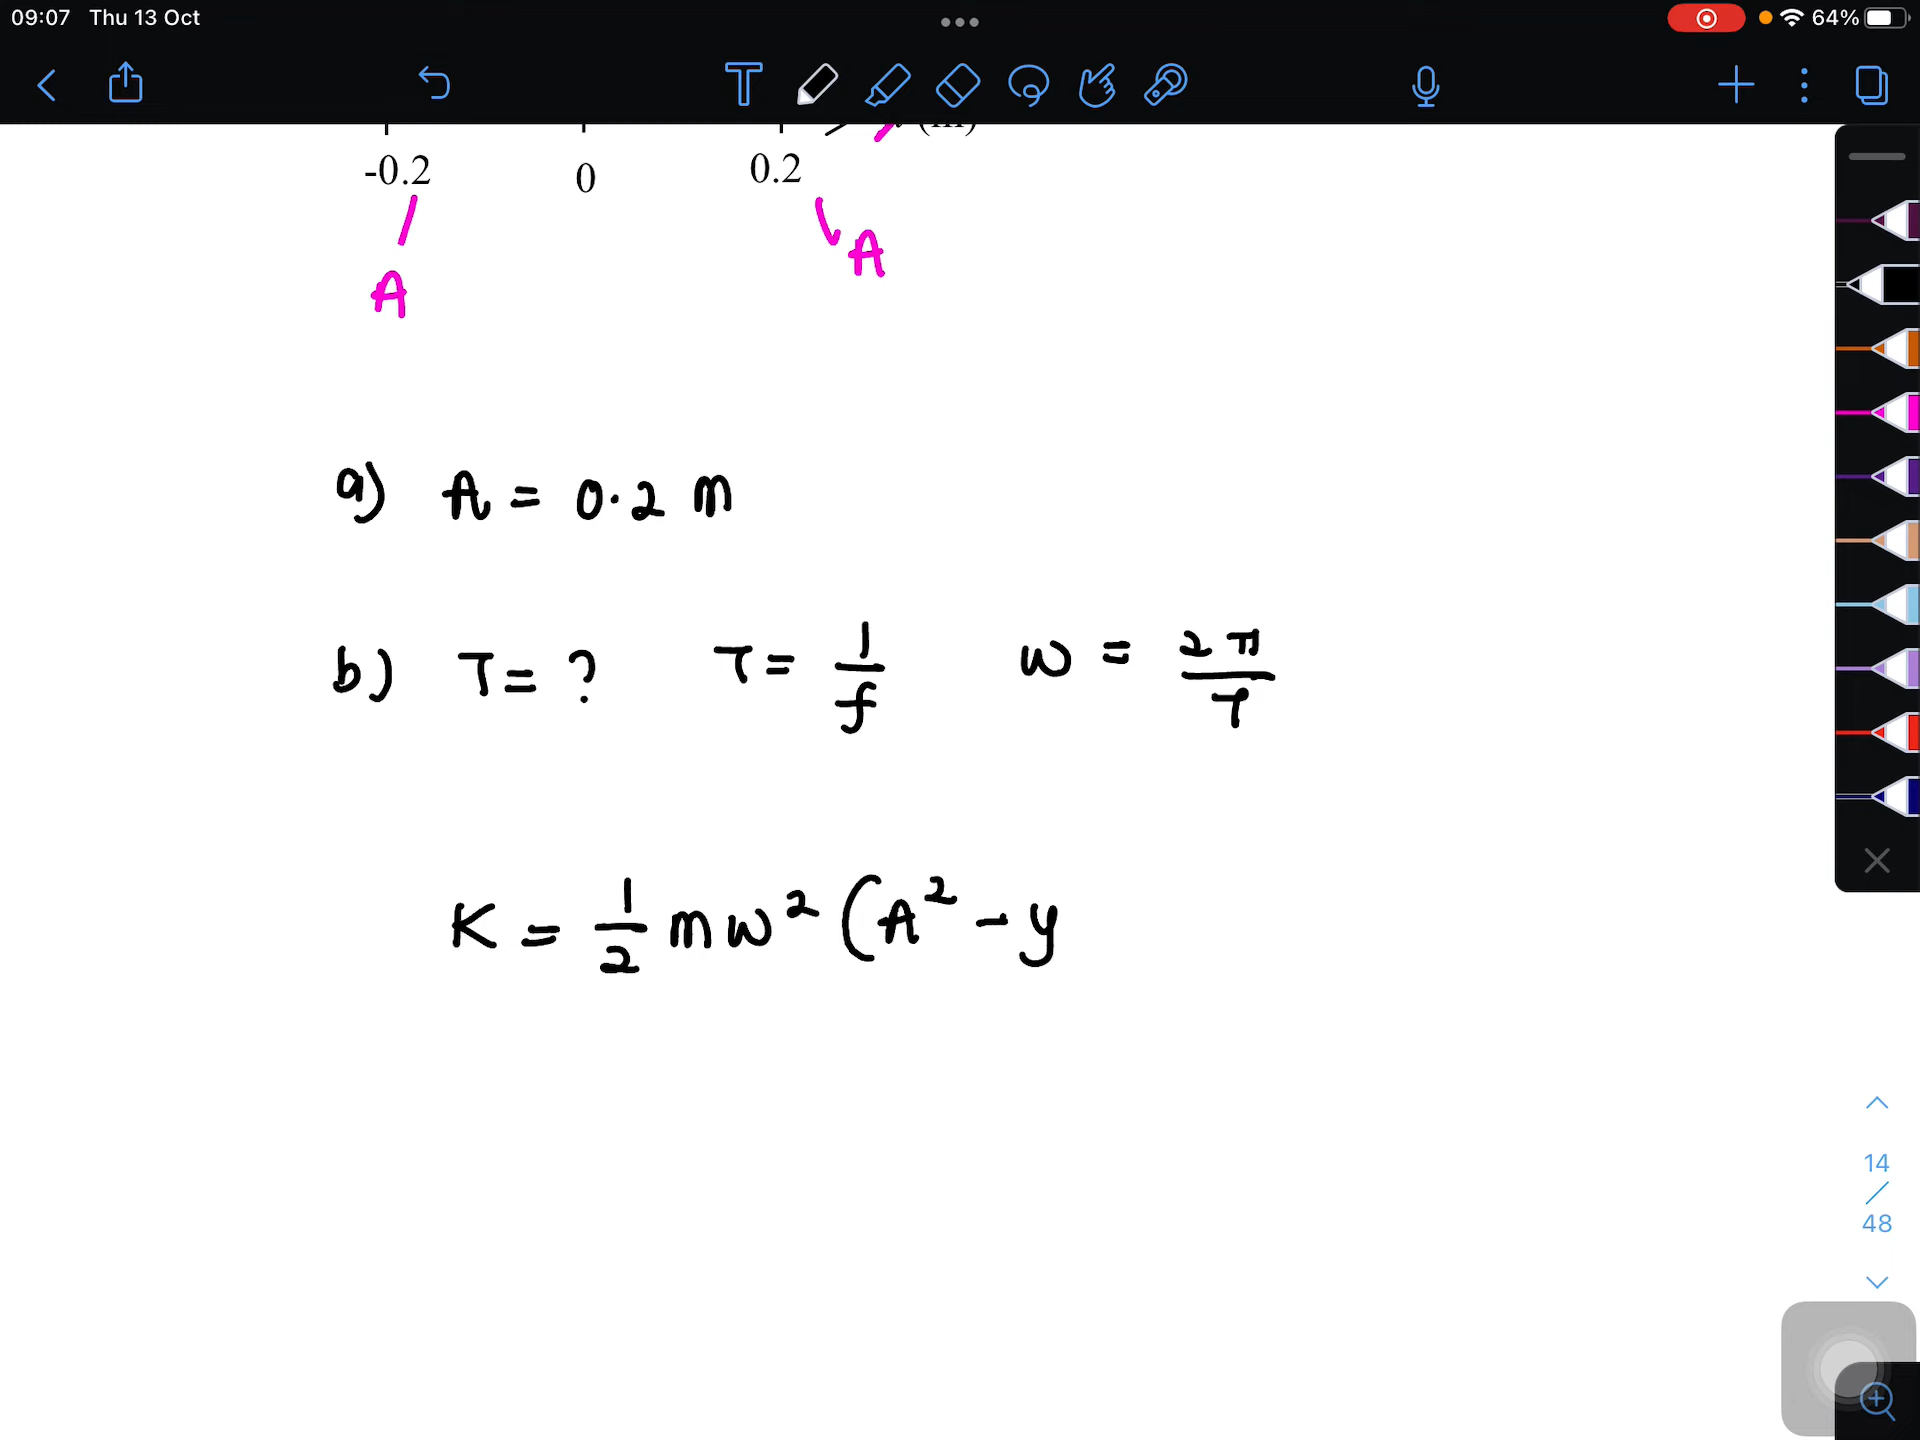 09:07 Thu 13 Oct 64%
(m)
-0.2 0 0.2
A A
a) A = 0.2 m
b) T = ? T = 1/f ω = 2π/T
K = 1/2 mω² (A² - y
14
/
48